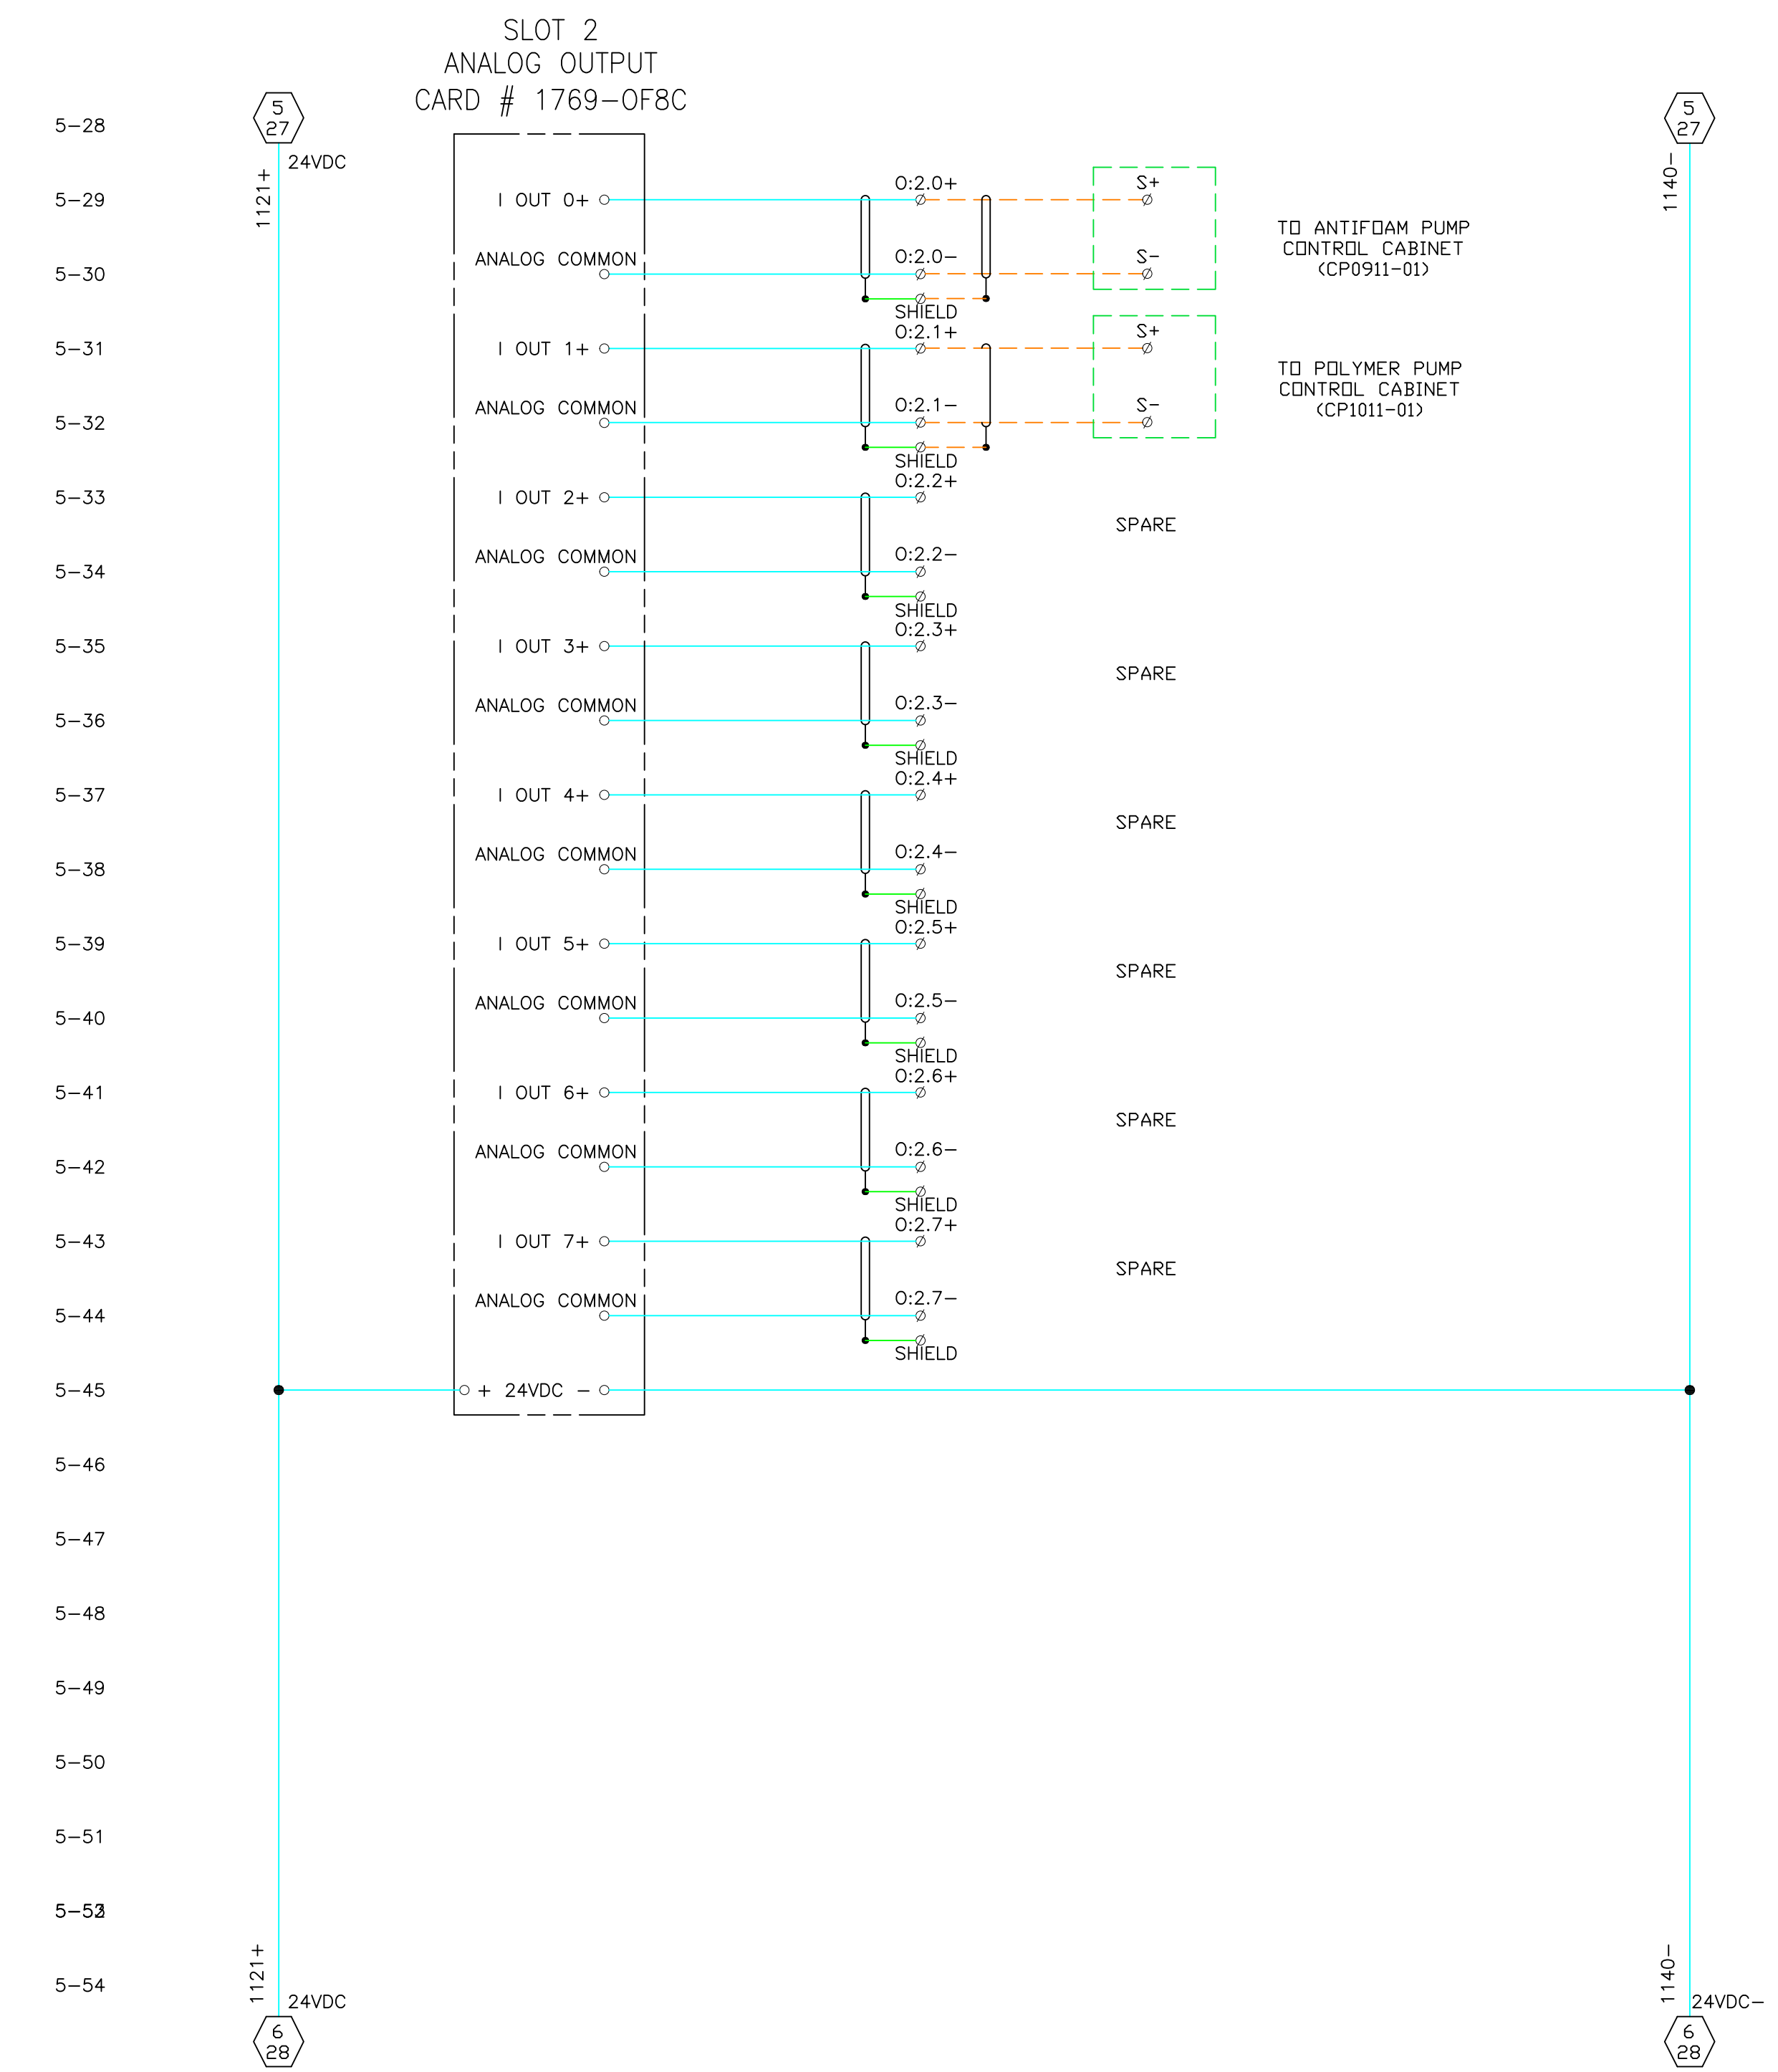 SLOT 2
ANALOG OUTPUT
CARD # 1769-OF8C
5
27
5
27
5-28
24VDC
1121+
1140-
5-29
I OUT 0+
O:2.0+
S+
TO ANTIFOAM PUMP
CONTROL CABINET
(CP0911-01)
5-30
ANALOG COMMON
O:2.0-
S-
SHIELD
5-31
I OUT 1+
O:2.1+
S+
TO POLYMER PUMP
CONTROL CABINET
(CP1011-01)
5-32
ANALOG COMMON
O:2.1-
S-
SHIELD
5-33
I OUT 2+
O:2.2+
SPARE
5-34
ANALOG COMMON
O:2.2-
SHIELD
5-35
I OUT 3+
O:2.3+
SPARE
5-36
ANALOG COMMON
O:2.3-
SHIELD
5-37
I OUT 4+
O:2.4+
SPARE
5-38
ANALOG COMMON
O:2.4-
SHIELD
5-39
I OUT 5+
O:2.5+
SPARE
5-40
ANALOG COMMON
O:2.5-
SHIELD
5-41
I OUT 6+
O:2.6+
SPARE
5-42
ANALOG COMMON
O:2.6-
SHIELD
5-43
I OUT 7+
O:2.7+
SPARE
5-44
ANALOG COMMON
O:2.7-
SHIELD
5-45
+ 24VDC -
5-46
5-47
5-48
5-49
5-50
5-51
5-54
1121+
24VDC
1140-
24VDC-
6
28
6
28